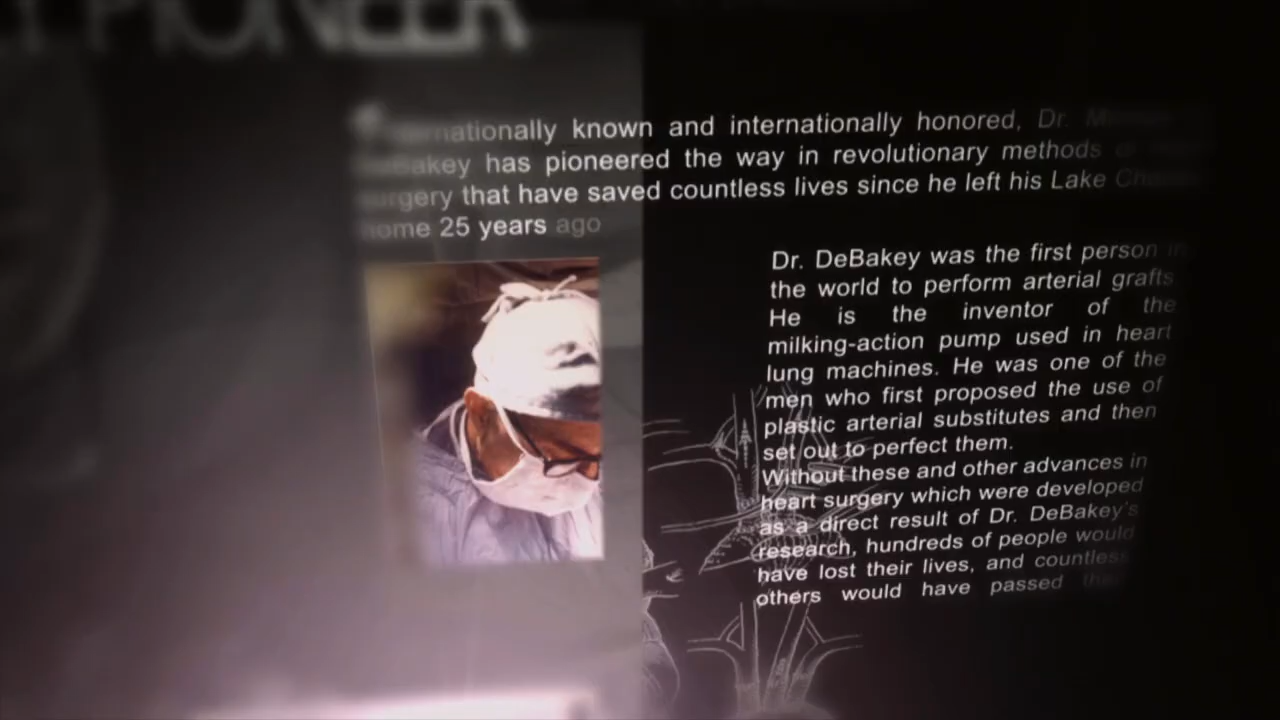 PIONEER
nationally known and internationally honored, Dr.
DeBakey has pioneered the way in revolutionary methods
surgery that have saved countless lives since he left his Lake
home 25 years ago
Dr. DeBakey was the first person in
the world to perform arterial grafts
He is the inventor of the
milking-action pump used in heart
lung machines. He was one of the
men who first proposed the use of
plastic arterial substitutes and then
set out to perfect them.
Without these and other advances in
heart surgery which were developed
as a direct result of Dr. DeBakey's
research, hundreds of people would
have lost their lives, and countless
others would have passed